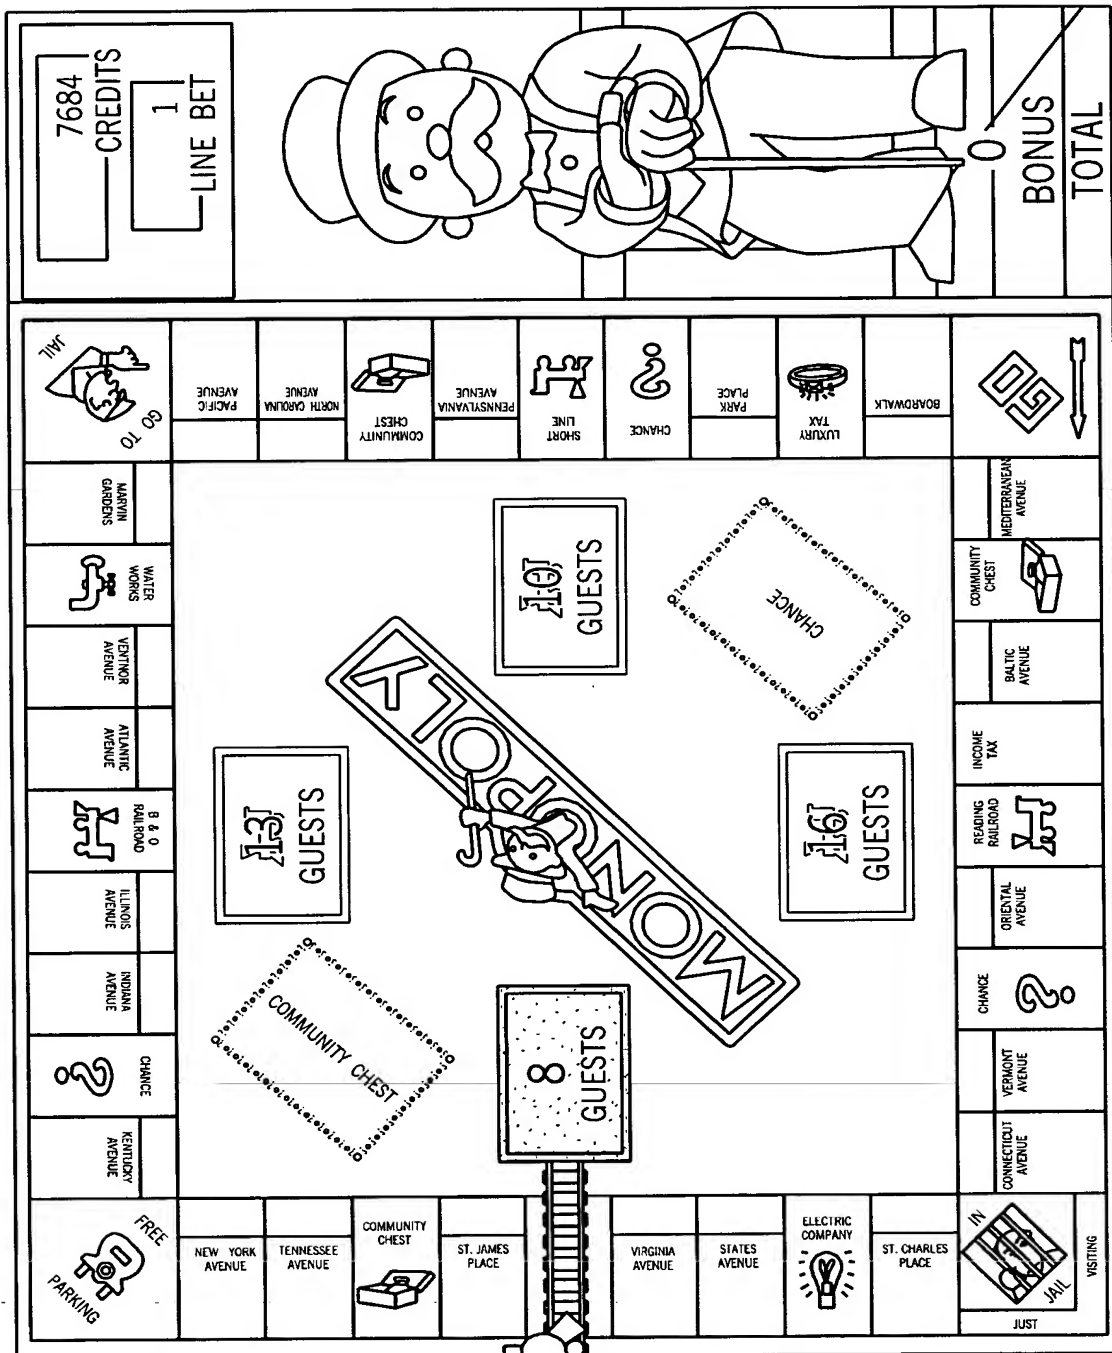 7684
CREDITS
1
LINE BET
0
BONUS
TOTAL
GO TO
JAIL
PACIFIC
AVENUE
NORTH CAROLINA
AVENUE
COMMUNITY
CHEST
PENNSYLVANIA
AVENUE
SHORT
LINE
?
CHANCE
PARK
PLACE
LUXURY
TAX
BOARDWALK
GO
MARVIN
GARDENS
WATER
WORKS
VENTNOR
AVENUE
ATLANTIC
AVENUE
B & O
RAILROAD
ILLINOIS
AVENUE
INDIANA
AVENUE
CHANCE
?
KENTUCKY
AVENUE
FREE
PARKING
10
GUESTS
CHANCE
13
GUESTS
MONOPOLY
16
GUESTS
COMMUNITY CHEST
8
GUESTS
MEDITERRANEAN
AVENUE
COMMUNITY
CHEST
BALTIC
AVENUE
INCOME
TAX
READING
RAILROAD
ORIENTAL
AVENUE
CHANCE
?
VERMONT
AVENUE
CONNECTICUT
AVENUE
NEW YORK
AVENUE
TENNESSEE
AVENUE
COMMUNITY
CHEST
ST. JAMES
PLACE
VIRGINIA
AVENUE
STATES
AVENUE
ELECTRIC
COMPANY
ST. CHARLES
PLACE
IN
JAIL
JUST
VISITING